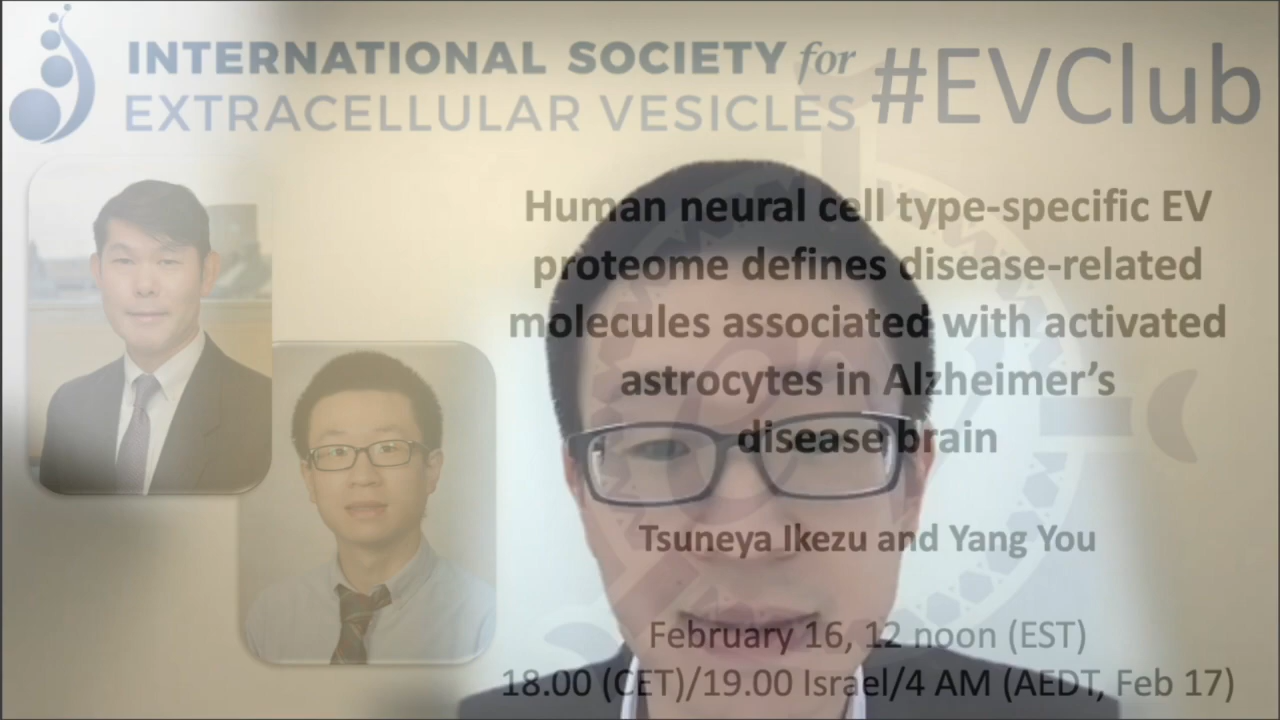 INTERNATIONAL SOCIETY for
EXTRACELLULAR VESICLES
#EVClub
Human neural cell type-specific EV
proteome defines disease-related
molecules associated with activated
astrocytes in Alzheimer's
disease brain
Tsuneya Ikezu and Yang You
February 16, 12 noon (EST)
18.00 (CET)/19.00 Israel/4 AM (AEDT, Feb 17)